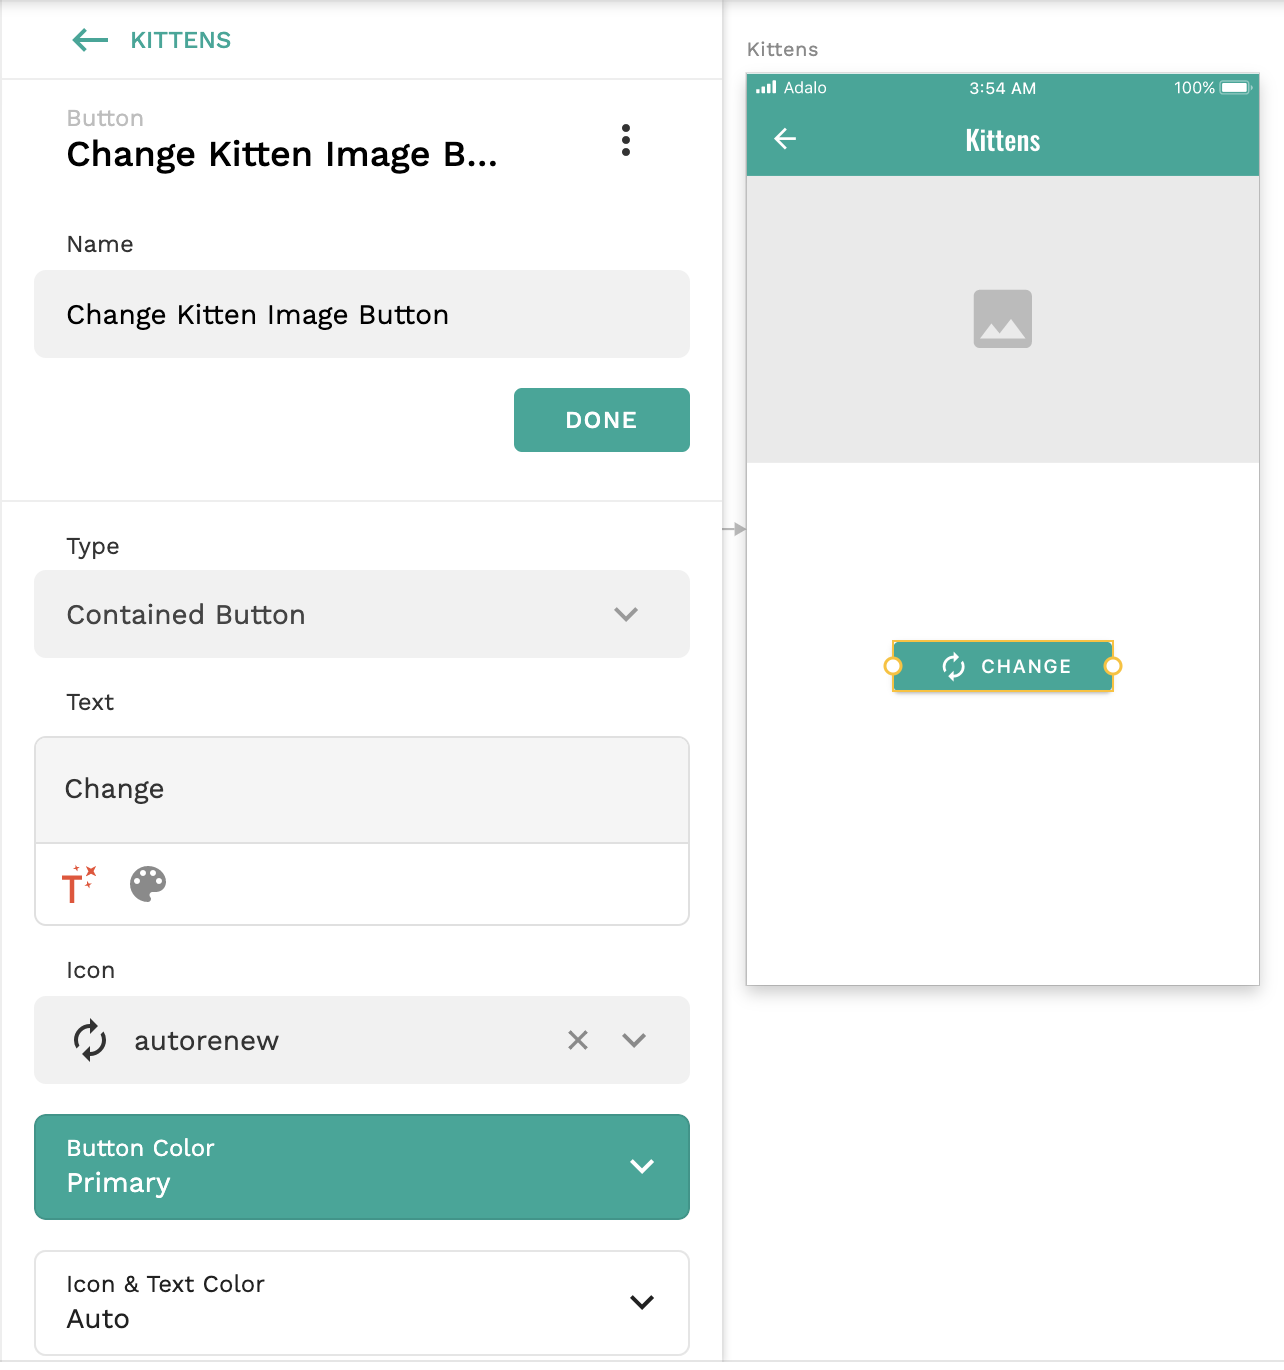 KITTENS
Button
Change Kitten Image B...
Name
Change Kitten Image Button
DONE
Type
Contained Button
Text
Change
T
Icon
autorenew
Button Color
Primary
Icon & Text Color
Auto
Kittens
Adalo 3:54 AM 100%
Kittens
CHANGE